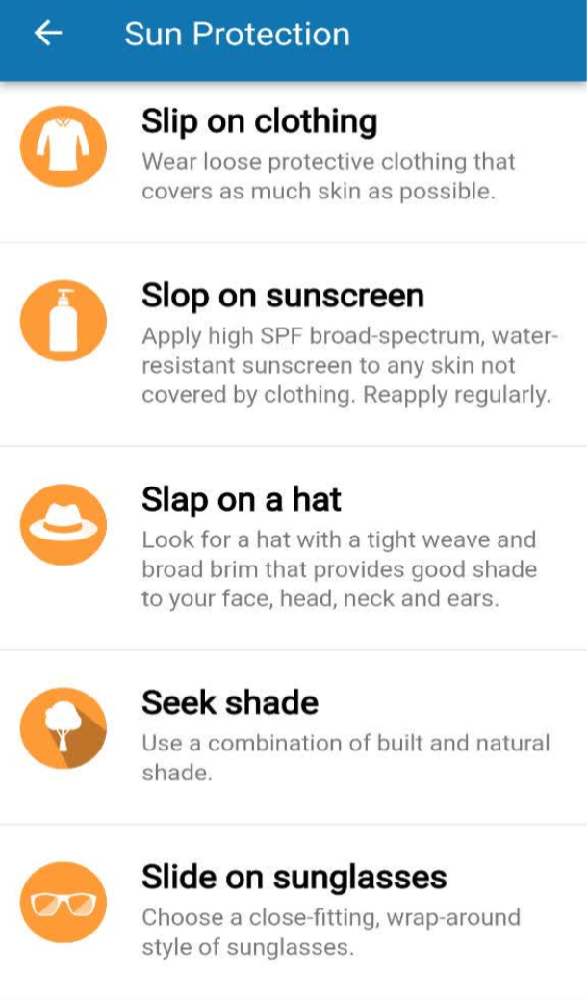 Sun Protection
Slip on clothing
Wear loose protective clothing that
covers as much skin as possible.
Slop on sunscreen
Apply high SPF broad-spectrum, water-
resistant sunscreen to any skin not
covered by clothing. Reapply regularly.
Slap on a hat
Look for a hat with a tight weave and
broad brim that provides good shade
to your face, head, neck and ears.
Seek shade
Use a combination of built and natural
shade.
Slide on sunglasses
Choose a close-fitting, wrap-around
style of sunglasses.